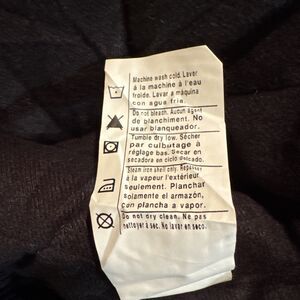 Machine wash cold. Lavar
à la machine à l'eau
froide. Lavar a màquina
con agua fria.
Do not bleach. Aucun agent
de blanchiment. No
usar blanqueador.
Tumble dry low. Sécher
par culbutage à
réglage bas. Secar en
secadora en ciclo delicado.
Steam iron shell only. Repasser
à la vapeur l'extérieur
seulement. Planchar
solamente el armazón,
con plancha a vapor.
Do not dry clean. Ne pas
nettoyer à sec. No lavar en seco.